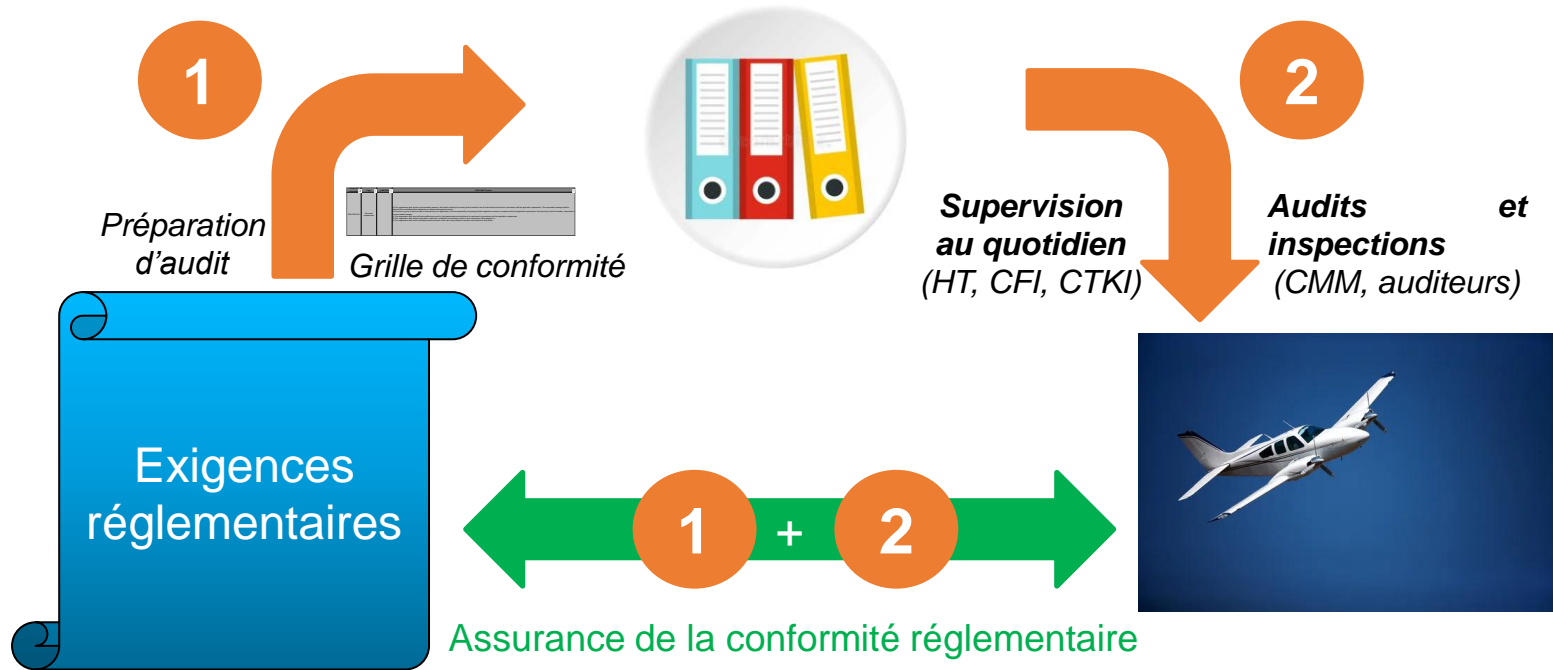 1
Préparation
d'audit
Grille de conformité
Supervision
au quotidien
(HT, CFI, CTKI)
2
Audits et
inspections
(CMM, auditeurs)
Exigences
réglementaires
1 + 2
Assurance de la conformité réglementaire